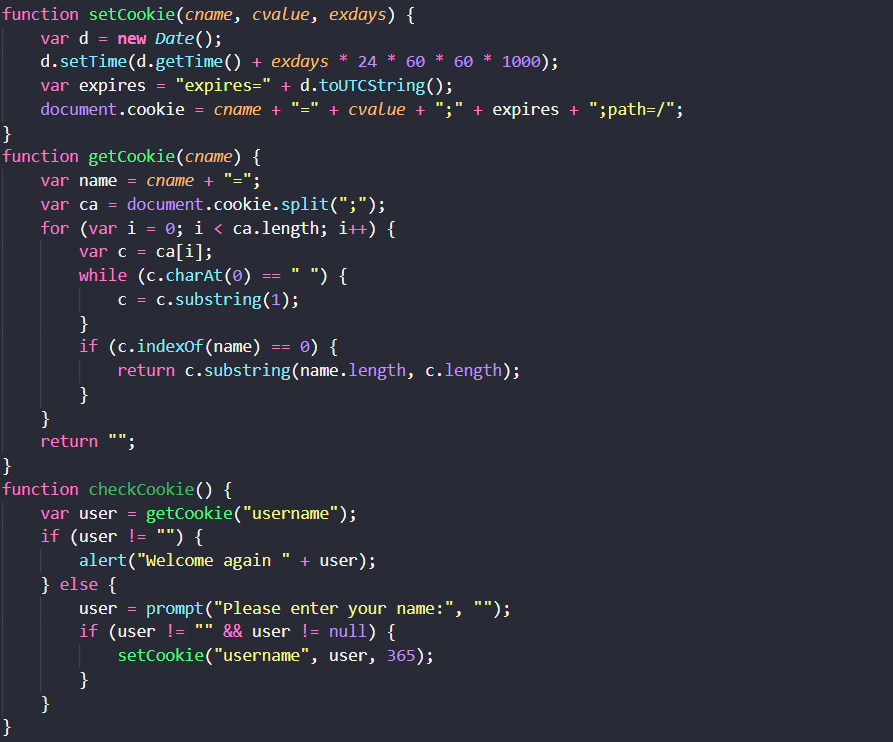 function setCookie(cname, cvalue, exdays) {
    var d = new Date();
    d.setTime(d.getTime() + exdays * 24 * 60 * 60 * 1000);
    var expires = "expires=" + d.toUTCString();
    document.cookie = cname + "=" + cvalue + ";" + expires + ";path=/";
}
function getCookie(cname) {
    var name = cname + "=";
    var ca = document.cookie.split(";");
    for (var i = 0; i < ca.length; i++) {
        var c = ca[i];
        while (c.charAt(0) == " ") {
            c = c.substring(1);
        }
        if (c.indexOf(name) == 0) {
            return c.substring(name.length, c.length);
        }
    }
    return "";
}
function checkCookie() {
    var user = getCookie("username");
    if (user != "") {
        alert("Welcome again " + user);
    } else {
        user = prompt("Please enter your name:", "");
        if (user != "" && user != null) {
            setCookie("username", user, 365);
        }
    }
}